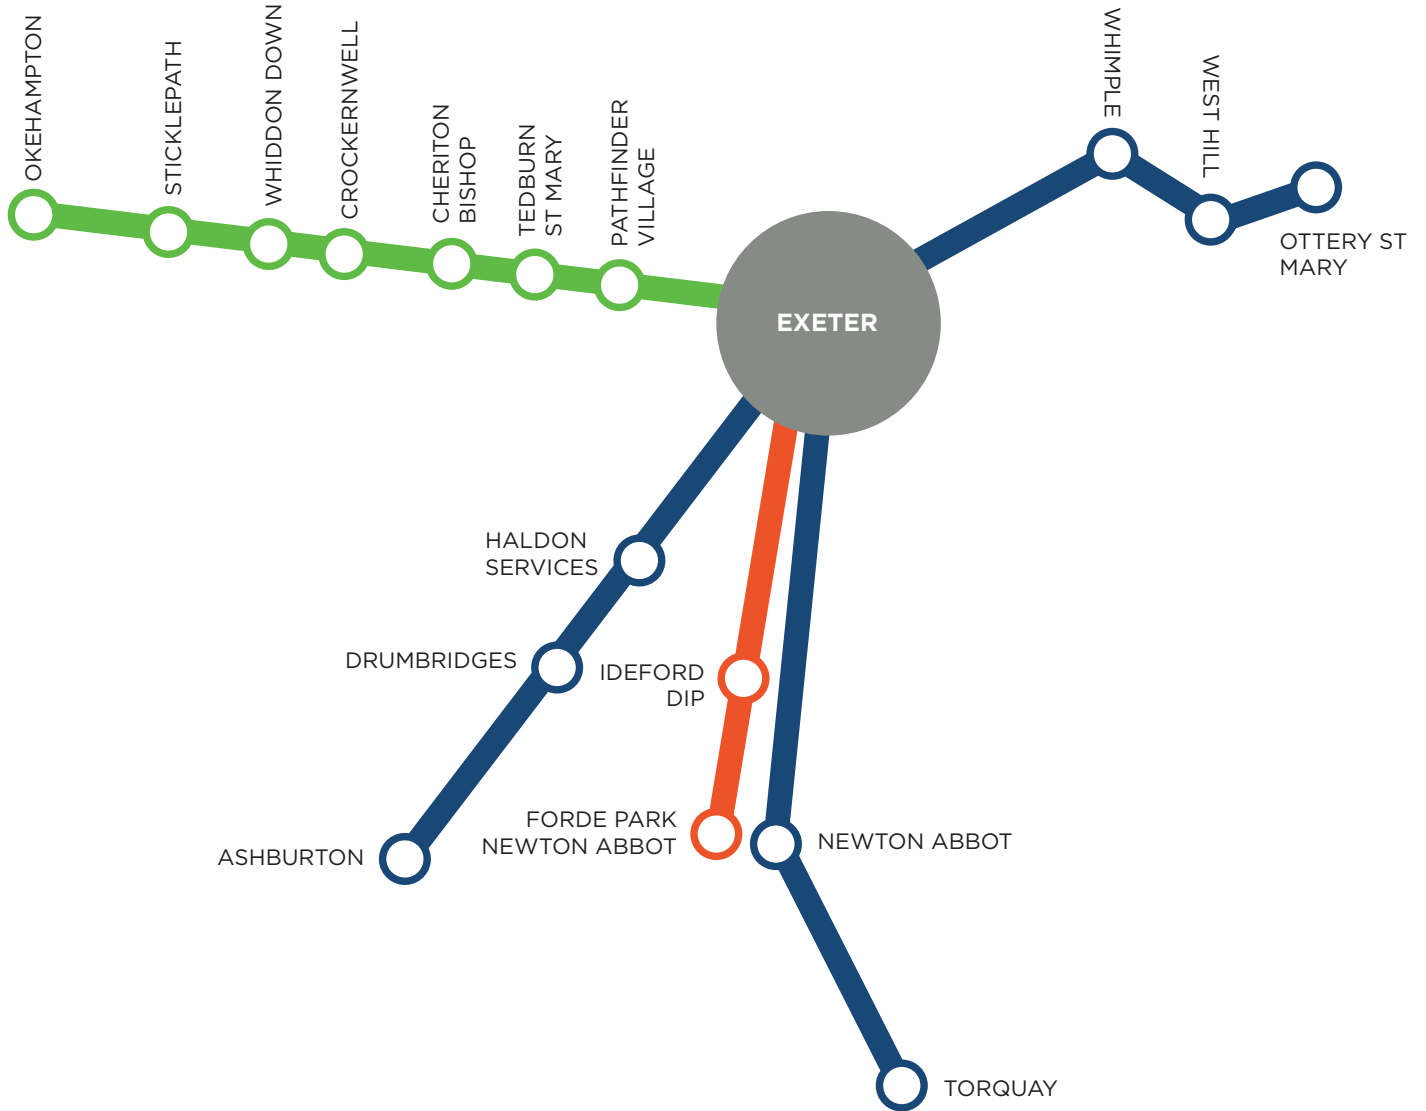 OKEHAMPTON
STICKLEPATH
WHIDDON DOWN
CROCKERNWELL
CHERITON
BISHOP
TEDBURN
ST MARY
PATHFINDER
VILLAGE
WHIMPLE
WEST HILL
OTTERY ST
MARY
EXETER
HALDON
SERVICES
DRUMBRIDGES
IDEFORD
DIP
FORDE PARK
NEWTON ABBOT
NEWTON ABBOT
ASHBURTON
TORQUAY